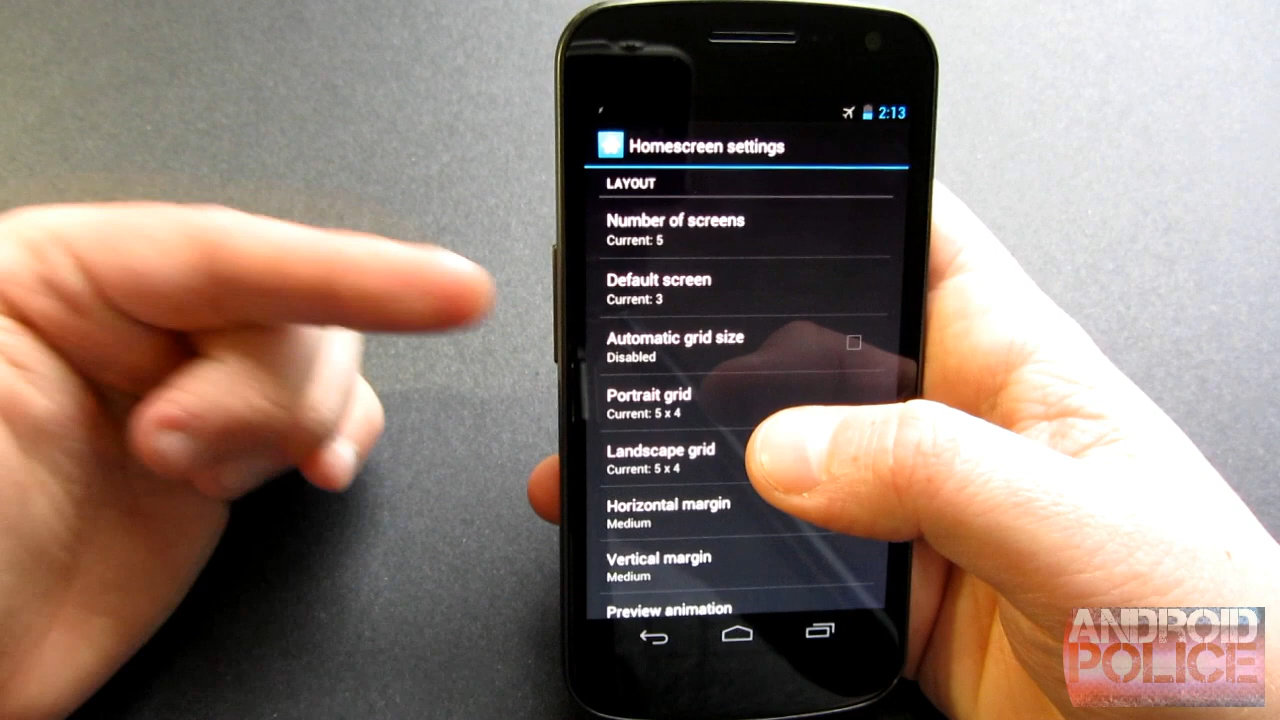 2:13
Homescreen settings
LAYOUT
Number of screens
Current: 5
Default screen
Current: 3
Automatic grid size
Disabled
Portrait grid
Current: 5 x 4
Landscape grid
Current: 5 x 4
Horizontal margin
Medium
Vertical margin
Medium
Preview animation
ANDROID
POLICE